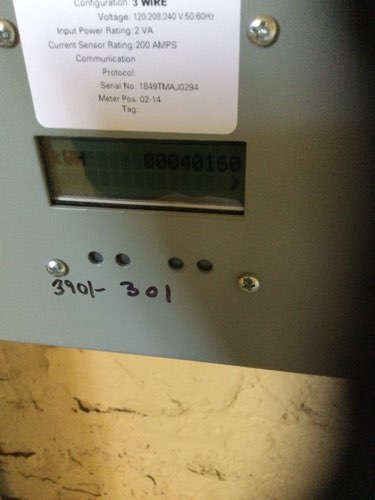 Configuration: 3 WIRE
Voltage: 120:208:240 V:50:60Hz
Input Power Rating: 2 VA
Current Sensor Rating: 200 AMPS
Communication
Protocol:
Serial No: 1849TMAJ0294
Meter Pos: 02-14
Tag:
kWH 00040160
>
3901- 301